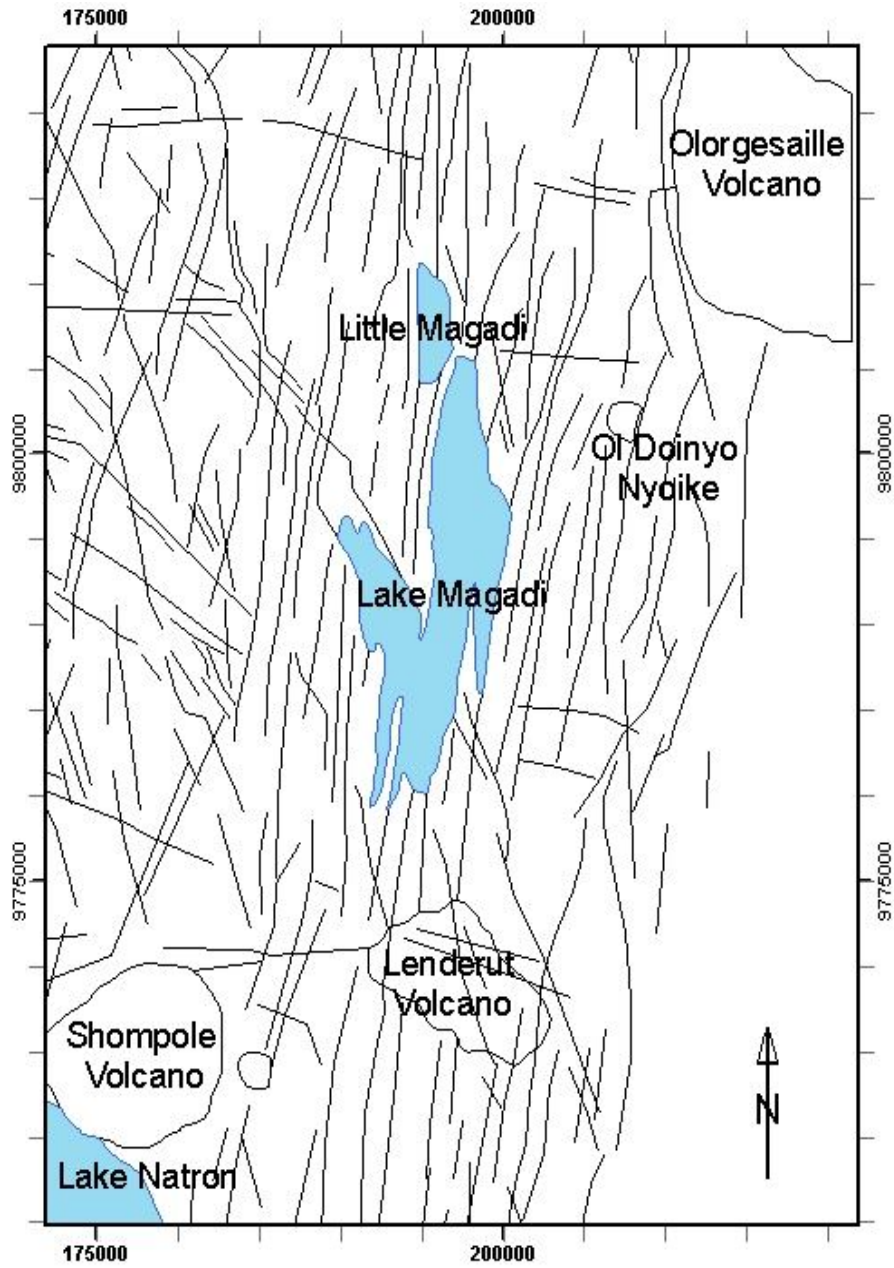 175000 200000
Olorgesaille
Volcano
Little Magadi
9800000 9800000
Ol Doinyo
Nyoike
Lake Magadi
9775000 9775000
Lenderut
Volcano
Shompole
Volcano
N
Lake Natron
175000 200000